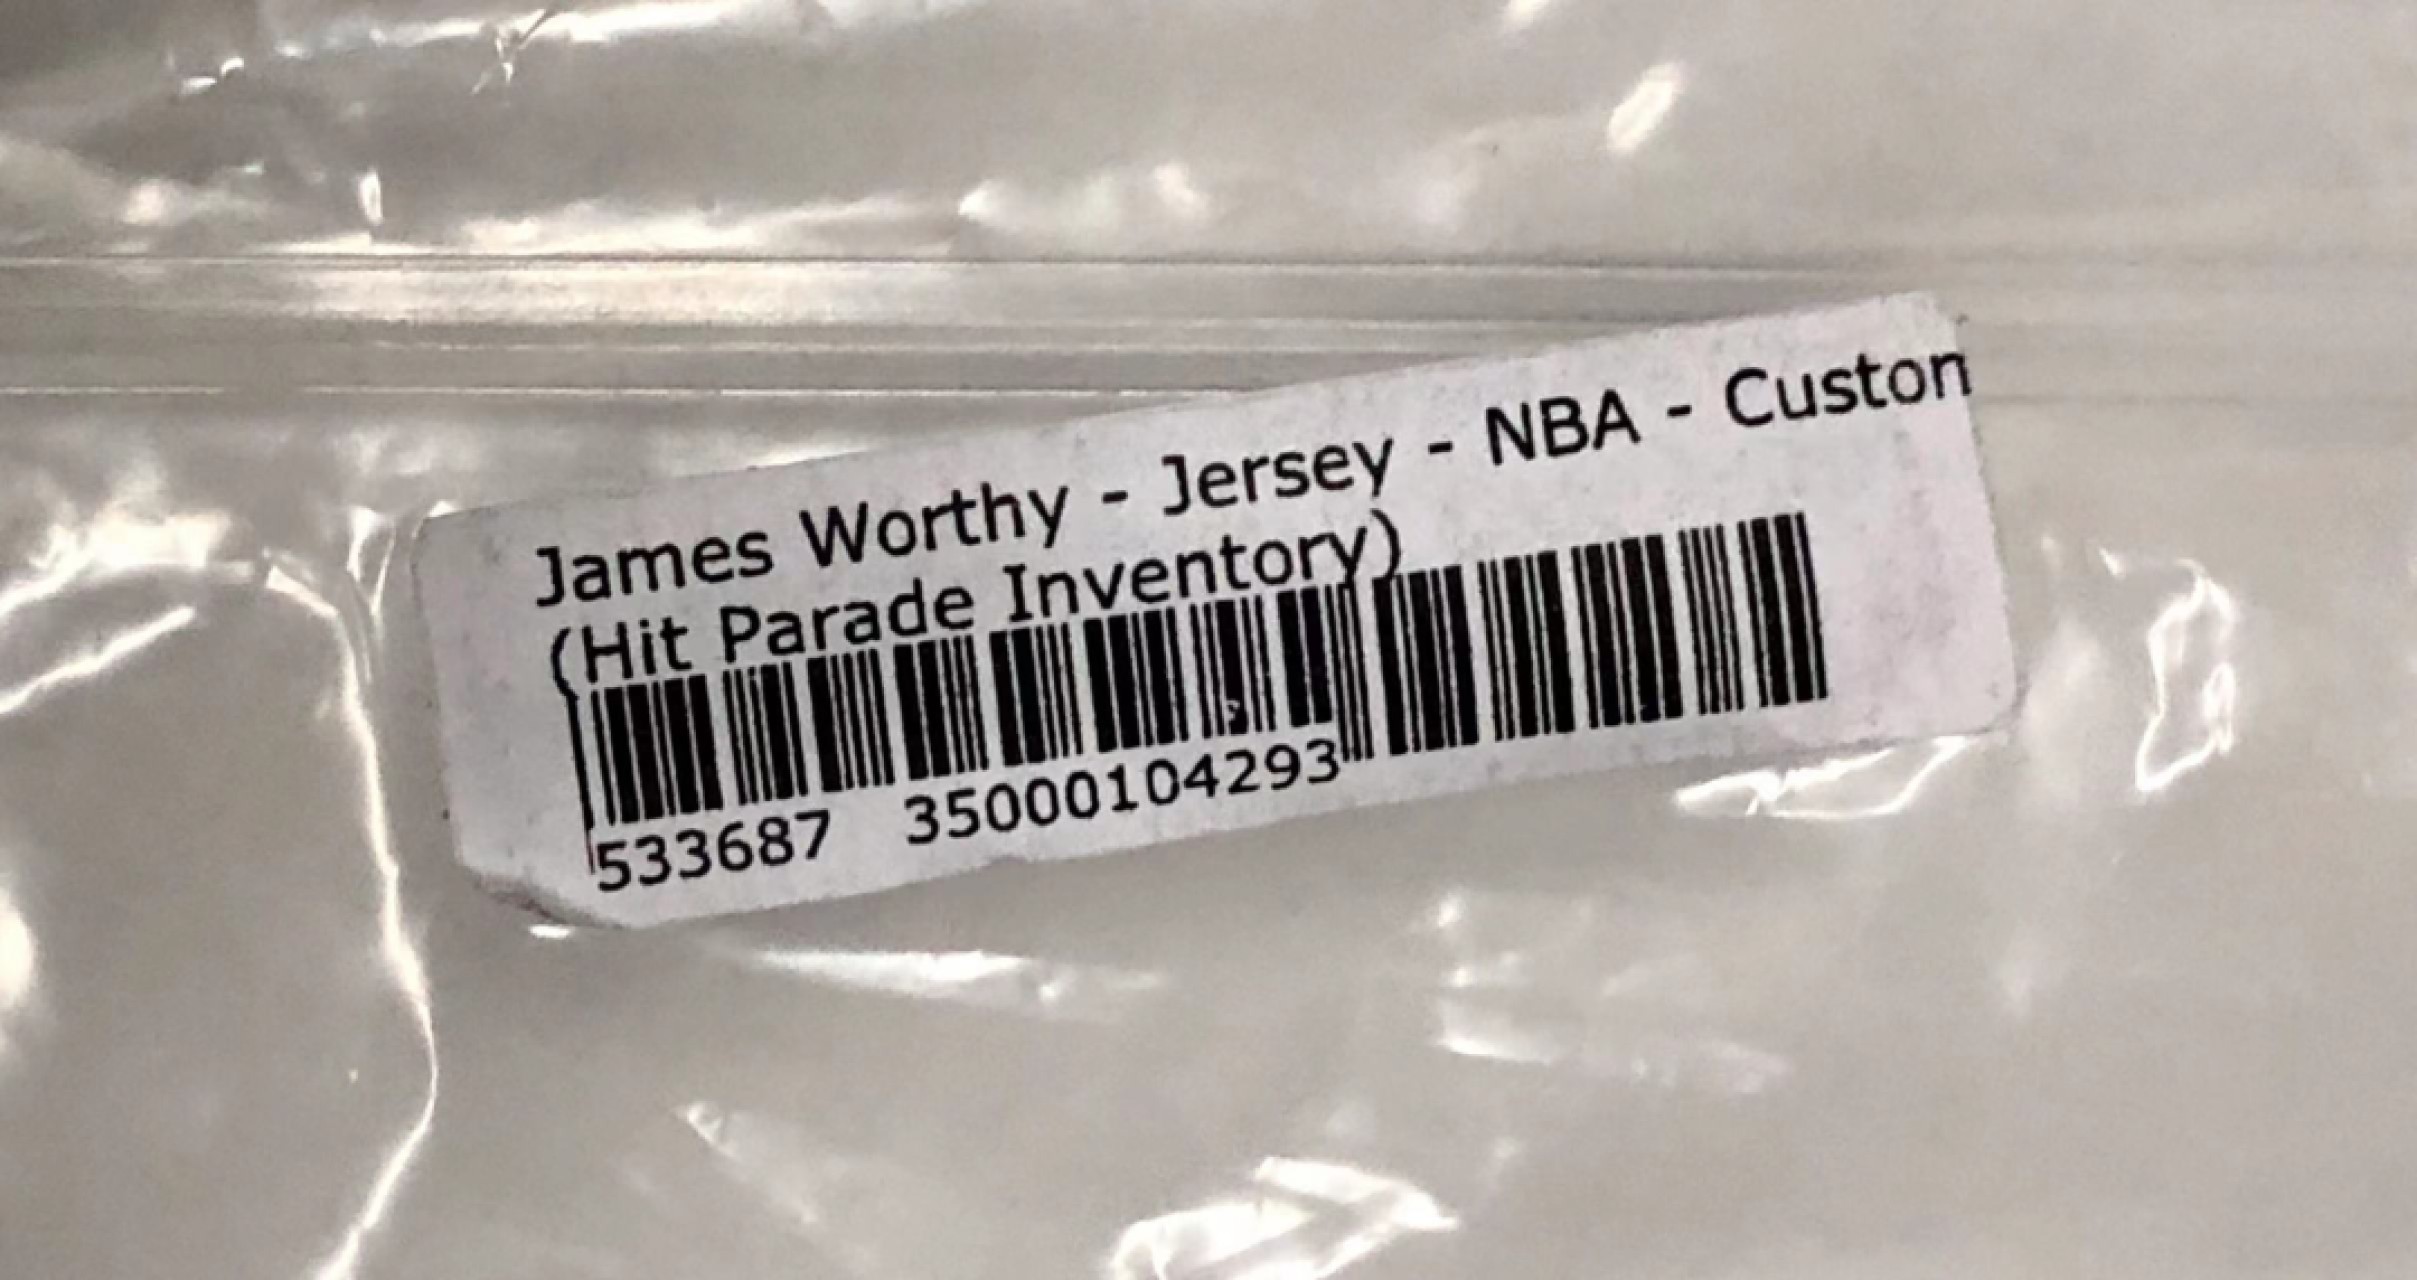 James Worthy - Jersey - NBA - Custon
(Hit Parade Inventory)
533687 35000104293